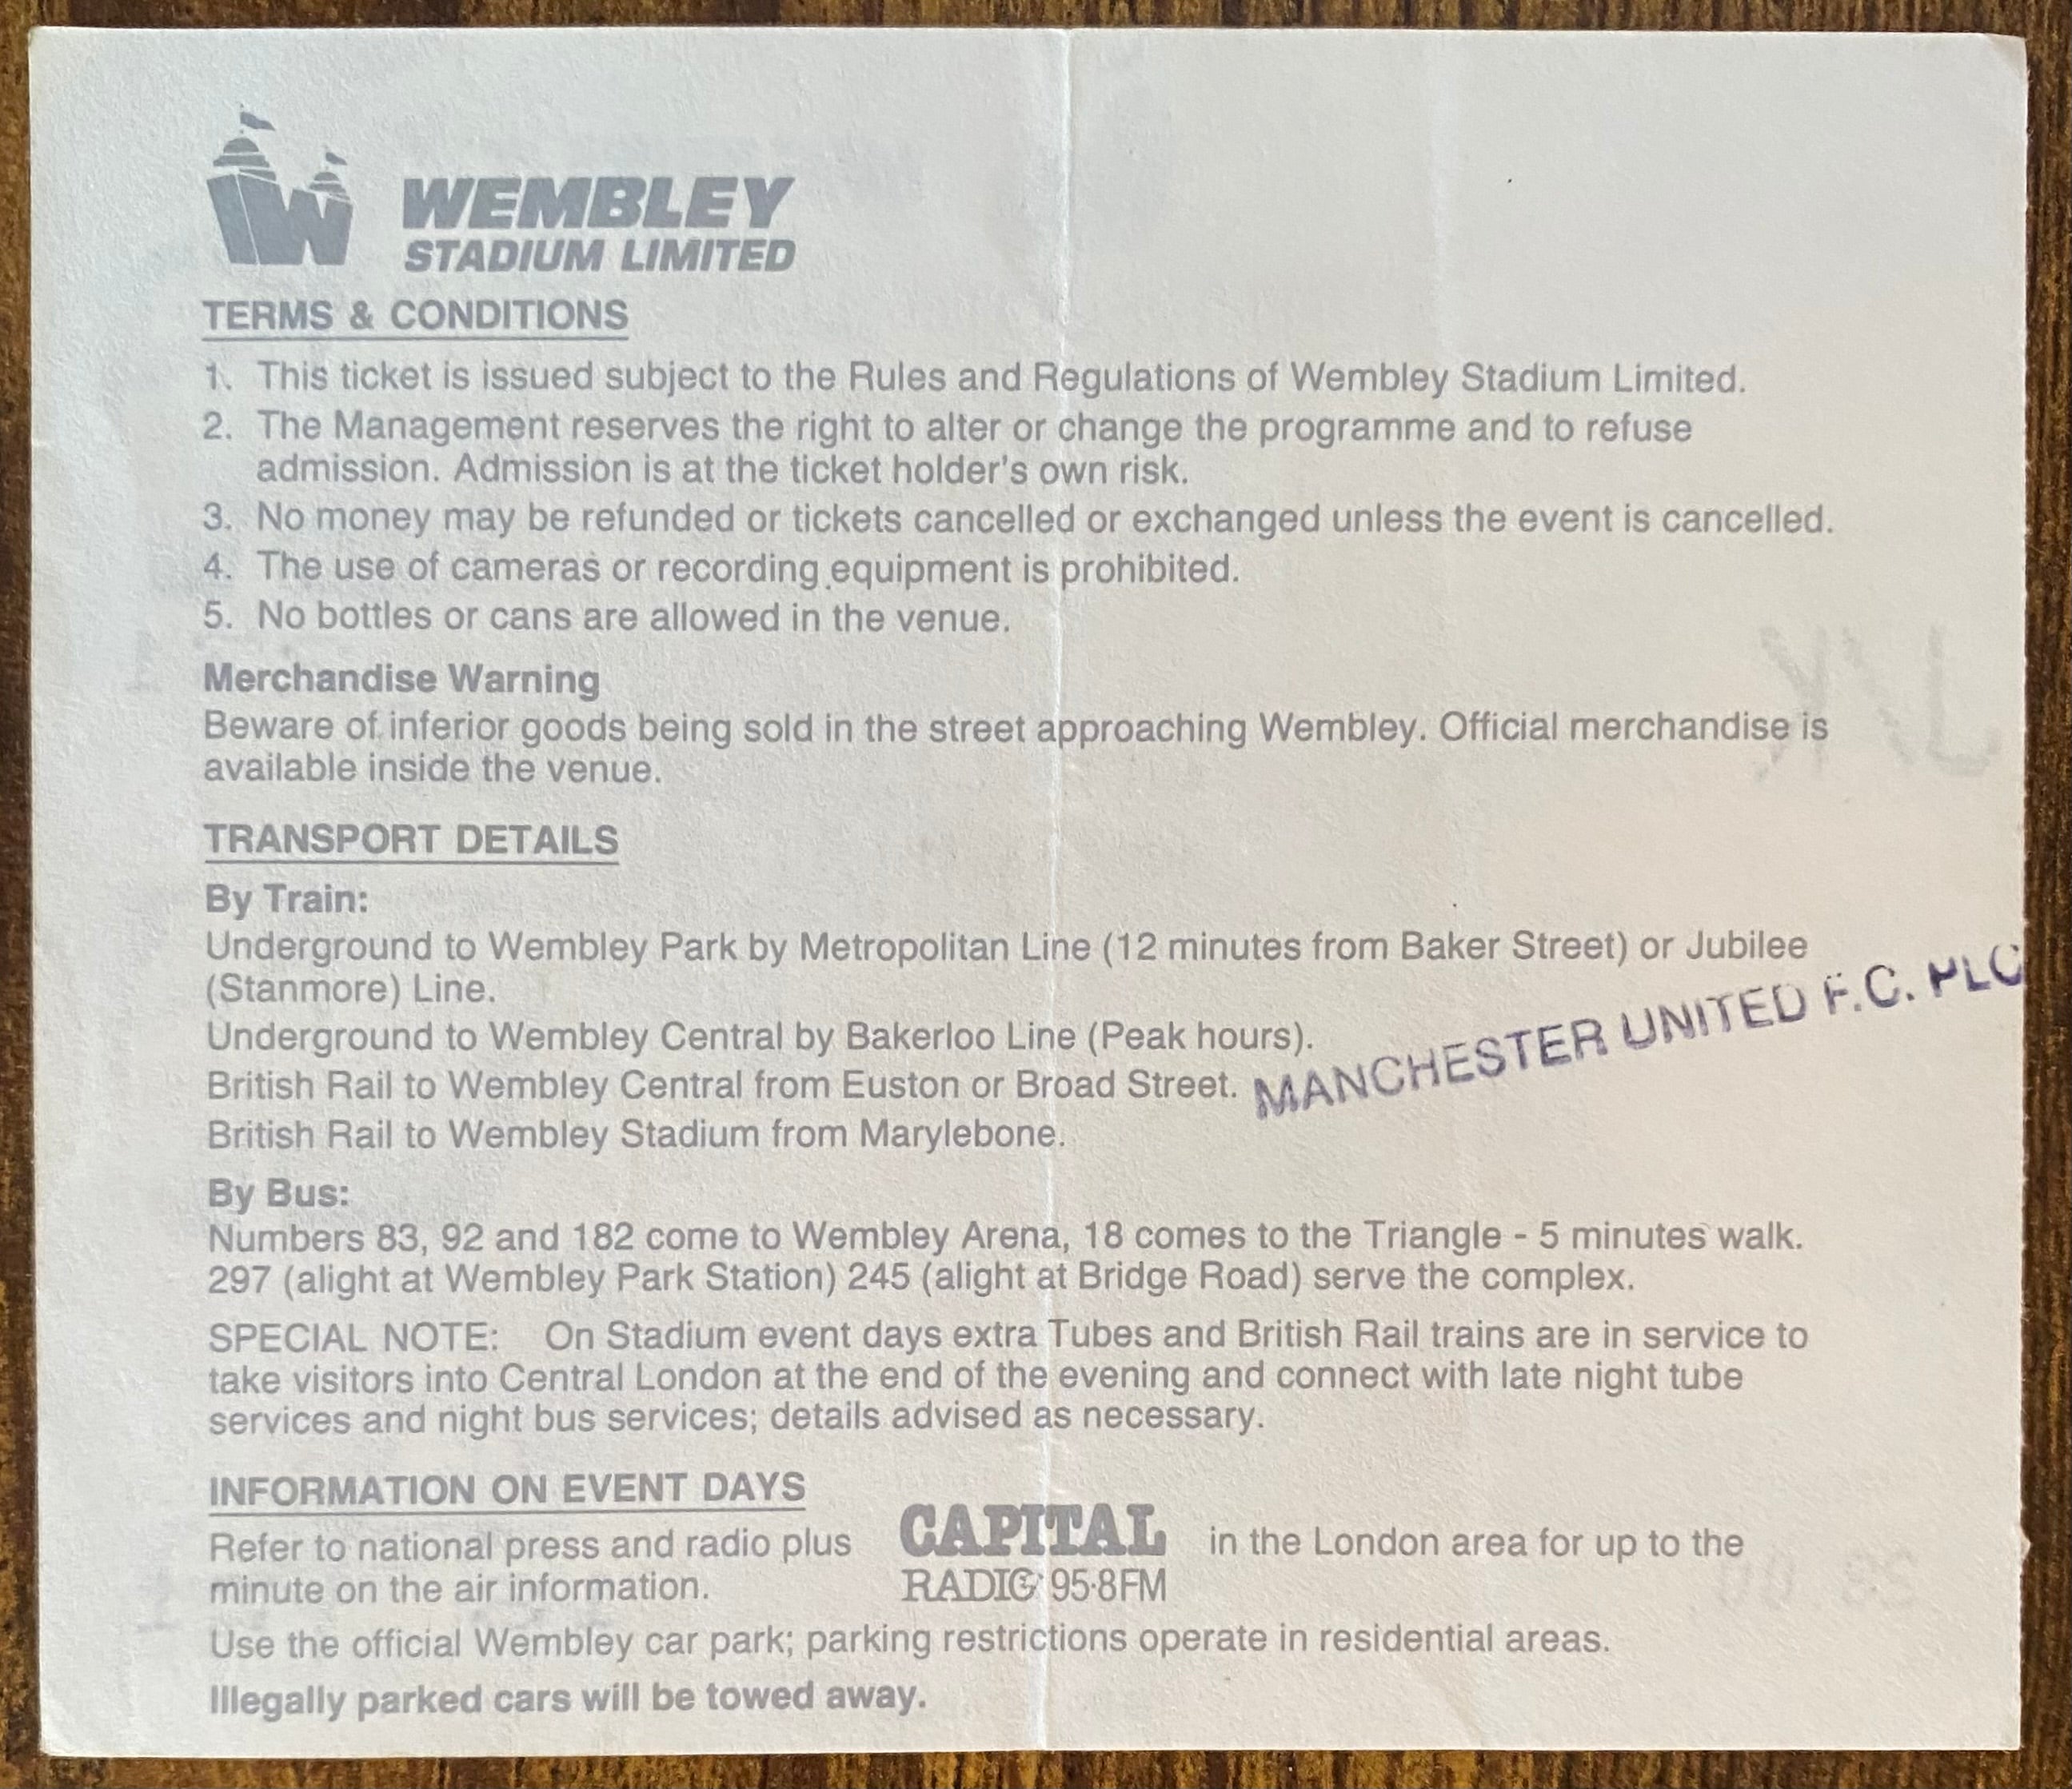 WEMBLEY
STADIUM LIMITED
TERMS & CONDITIONS
1. This ticket is issued subject to the Rules and Regulations of Wembley Stadium Limited.
2. The Management reserves the right to alter or change the programme and to refuse
admission. Admission is at the ticket holder's own risk.
3. No money may be refunded or tickets cancelled or exchanged unless the event is cancelled.
4. The use of cameras or recording equipment is prohibited.
5. No bottles or cans are allowed in the venue.
Merchandise Warning
Beware of inferior goods being sold in the street approaching Wembley. Official merchandise is
available inside the venue.
TRANSPORT DETAILS
By Train:
Underground to Wembley Park by Metropolitan Line (12 minutes from Baker Street) or Jubilee
(Stanmore) Line.
Underground to Wembley Central by Bakerloo Line (Peak hours).
British Rail to Wembley Central from Euston or Broad Street.
MANCHESTER UNITED F.C. PLC
British Rail to Wembley Stadium from Marylebone.
By Bus:
Numbers 83, 92 and 182 come to Wembley Arena, 18 comes to the Triangle - 5 minutes walk.
297 (alight at Wembley Park Station) 245 (alight at Bridge Road) serve the complex.
SPECIAL NOTE: On Stadium event days extra Tubes and British Rail trains are in service to
take visitors into Central London at the end of the evening and connect with late night tube
services and night bus services; details advised as necessary.
INFORMATION ON EVENT DAYS
Refer to national press and radio plus CAPITAL in the London area for up to the
minute on the air information. RADIO 95·8FM
Use the official Wembley car park; parking restrictions operate in residential areas.
Illegally parked cars will be towed away.